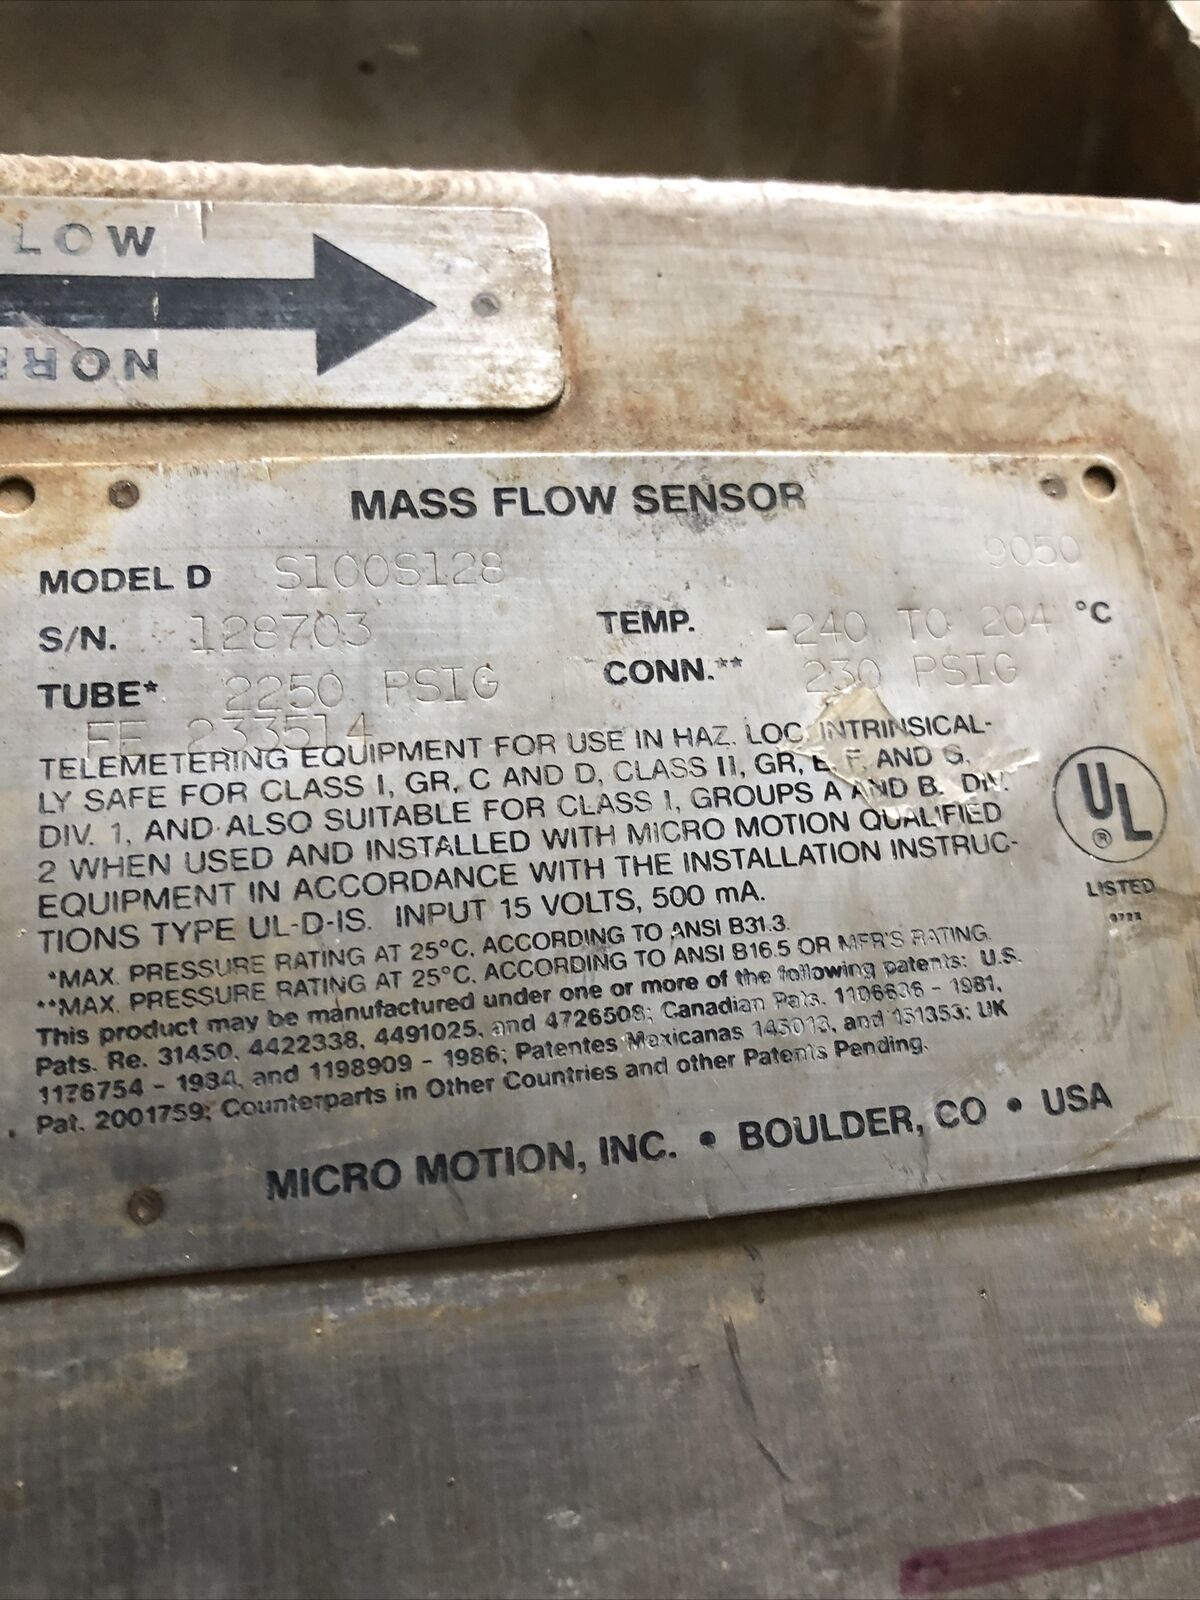 LOW
NOR
MASS FLOW SENSOR
9050
MODEL D S100S128
S/N. 128703 TEMP. -240 TO 204 °C
TUBE* 2250 PSIG CONN.** 230 PSIG
FE 233514
TELEMETERING EQUIPMENT FOR USE IN HAZ. LOC. INTRINSICAL-
LY SAFE FOR CLASS I, GR, C AND D, CLASS II, GR, E, F, AND G,
DIV. 1, AND ALSO SUITABLE FOR CLASS I, GROUPS A AND B. DIV.
2 WHEN USED AND INSTALLED WITH MICRO MOTION QUALIFIED
EQUIPMENT IN ACCORDANCE WITH THE INSTALLATION INSTRUC-
TIONS TYPE UL-D-IS. INPUT 15 VOLTS, 500 mA.
*MAX. PRESSURE RATING AT 25°C, ACCORDING TO ANSI B31.3.
**MAX. PRESSURE RATING AT 25°C, ACCORDING TO ANSI B16.5 OR MFR'S RATING.
This product may be manufactured under one or more of the following patents: U.S.
Pats. Re. 31450, 4422338, 4491025, and 4726508; Canadian Pats. 1106636 - 1981,
1176754 - 1984, and 1198909 - 1986; Patentes Mexicanas 145013, and 151353; UK
Pat. 2001759; Counterparts in Other Countries and other Patents Pending.
MICRO MOTION, INC. • BOULDER, CO • USA
UL
®
LISTED